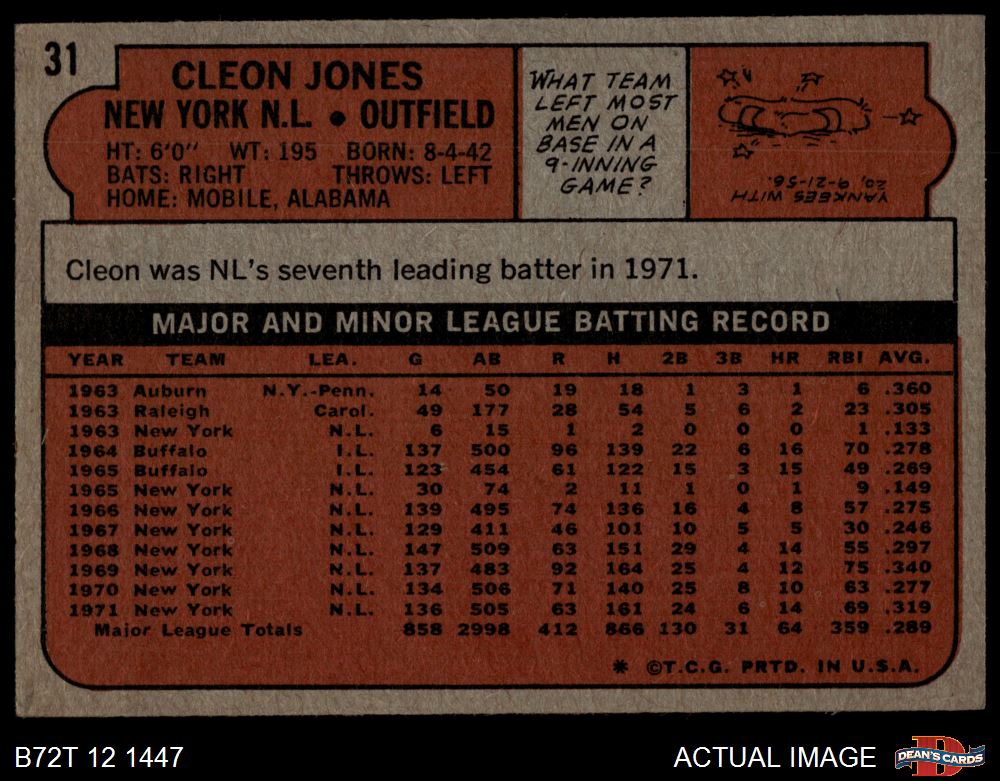 31
CLEON JONES
NEW YORK N.L. • OUTFIELD
HT: 6'0" WT: 195 BORN: 8-4-42
BATS: RIGHT THROWS: LEFT
HOME: MOBILE, ALABAMA
WHAT TEAM
LEFT MOST
MEN ON
BASE IN A
9-INNING
GAME?
YANKEES WITH
20, 9-21-56.
Cleon was NL's seventh leading batter in 1971.
MAJOR AND MINOR LEAGUE BATTING RECORD
YEAR TEAM LEA. G AB R H 2B 3B HR RBI AVG.
1963 Auburn N.Y.-Penn. 14 50 19 18 1 3 1 6 .360
1963 Raleigh Carol. 49 177 28 54 5 6 2 23 .305
1963 New York N.L. 6 15 1 2 0 0 0 1 .133
1964 Buffalo I.L. 137 500 96 139 22 6 16 70 .278
1965 Buffalo I.L. 123 454 61 122 15 3 15 49 .269
1965 New York N.L. 30 74 2 11 1 0 1 9 .149
1966 New York N.L. 139 495 74 136 16 4 8 57 .275
1967 New York N.L. 129 411 46 101 10 5 5 30 .246
1968 New York N.L. 147 509 63 151 29 4 14 55 .297
1969 New York N.L. 137 483 92 164 25 4 12 75 .340
1970 New York N.L. 134 506 71 140 25 8 10 63 .277
1971 New York N.L. 136 505 63 161 24 6 14 69 .319
Major League Totals 858 2998 412 866 130 31 64 359 .289
* ©T.C.G. PRTD. IN U.S.A.
B72T 12 1447
ACTUAL IMAGE
D
DEAN'S CARDS